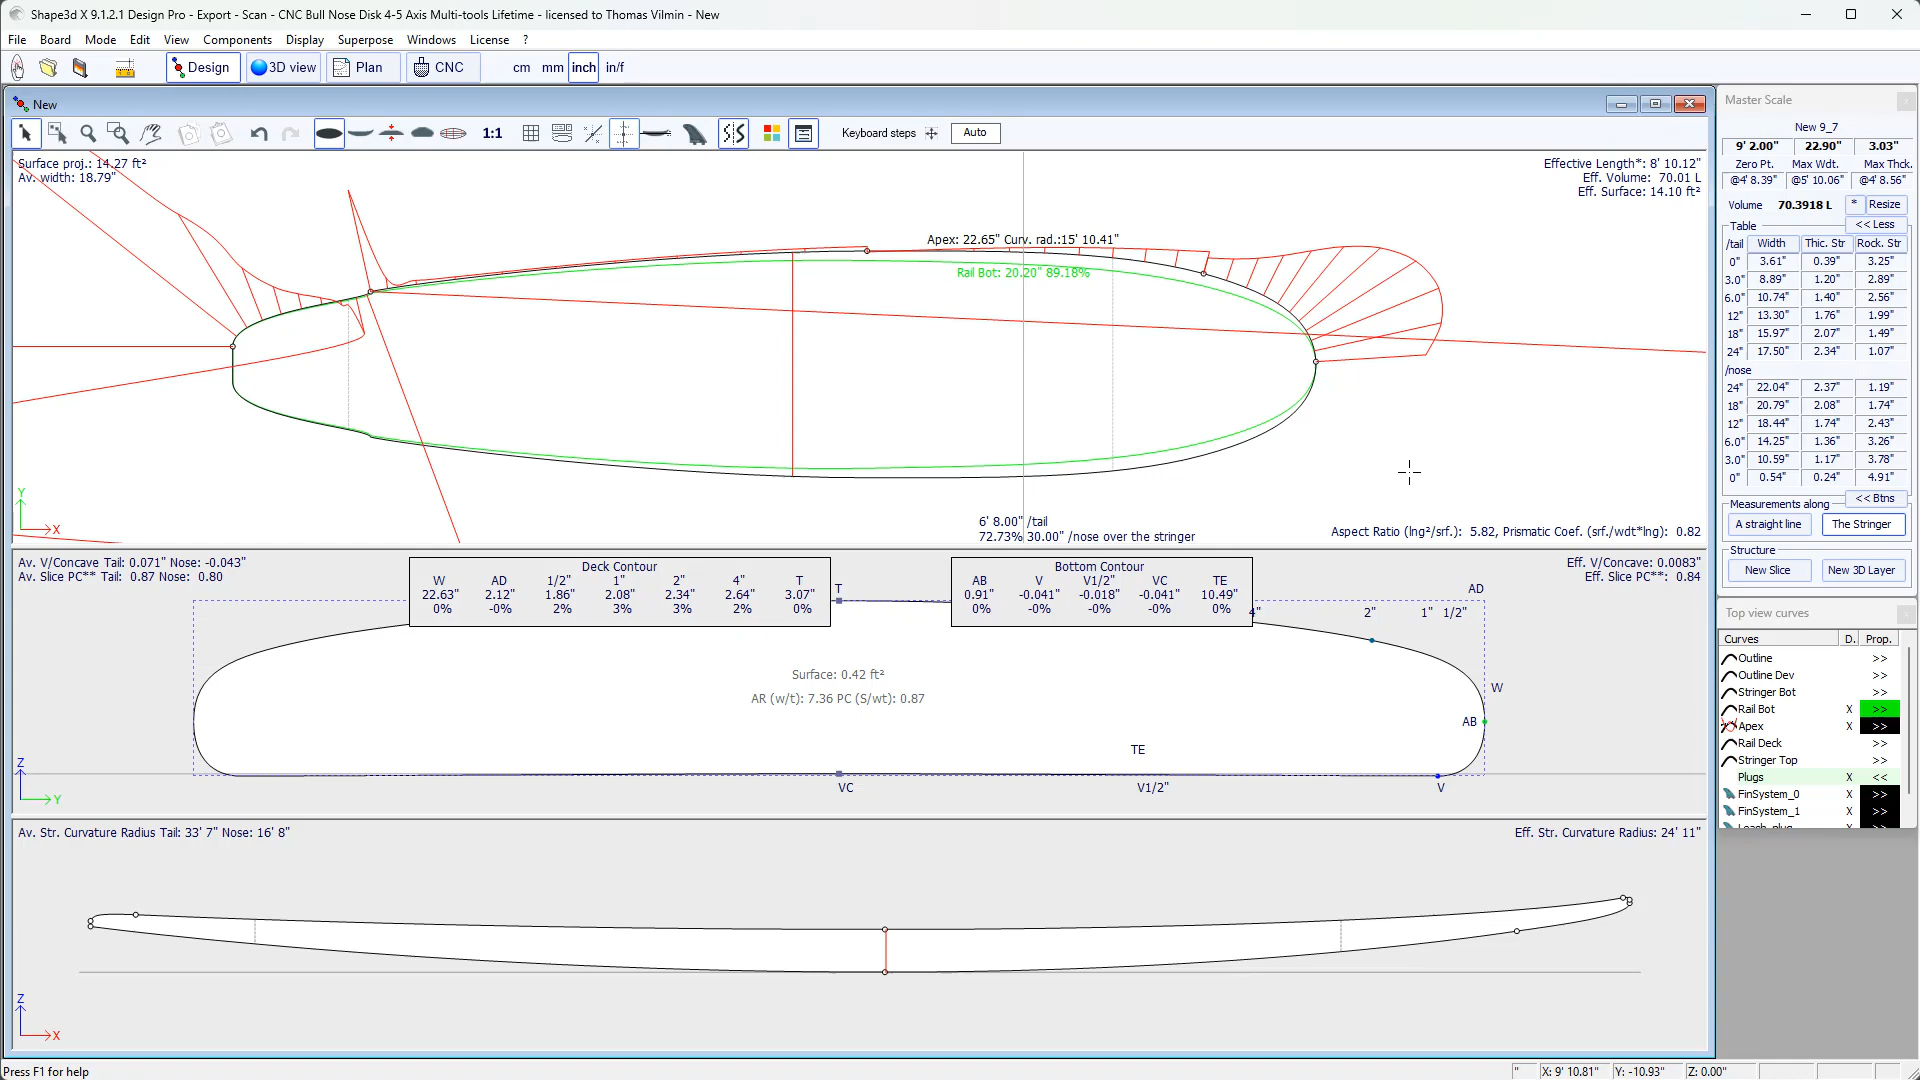 Shape3d X 9.1.2.1 Design Pro - Export - Scan - CNC Bull Nose Disk 4-5 Axis Multi-tools Lifetime - licensed to Thomas Vilmin - New
File Board Mode Edit View Components Display Superpose Windows License ?
Design 3D view Plan CNC cm mm inch in/f
New
1:1 Keyboard steps Auto
Surface proj.: 14.27 ft²
Av. width: 18.79"
Effective Length*: 8' 10.12"
Eff. Volume: 70.01 L
Eff. Surface: 14.10 ft²
Apex: 22.65" Curv. rad.:15' 10.41"
Rail Bot: 20.20" 89.18%
Y
X
6' 8.00" /tail
72.73% 30.00" /nose over the stringer
Aspect Ratio (lng²/srf.): 5.82, Prismatic Coef. (srf./wdt*lng): 0.82
Av. V/Concave Tail: 0.071" Nose: -0.043"
Av. Slice PC** Tail: 0.87 Nose: 0.80
Deck Contour
W AD 1/2" 1" 2" 4" T
22.63" 2.12" 1.86" 2.08" 2.34" 2.64" 3.07"
0% -0% 2% 3% 3% 2% 0%
T
Bottom Contour
AB V V1/2" VC TE
0.91" -0.041" -0.018" -0.041" 10.49"
0% -0% -0% -0% 0%
Eff. V/Concave: 0.0083"
Eff. Slice PC**: 0.84
AD
4" 2" 1" 1/2"
Surface: 0.42 ft²
AR (w/t): 7.36 PC (S/wt): 0.87
W
AB
TE
Z
Y
VC V1/2" V
Av. Str. Curvature Radius Tail: 33' 7" Nose: 16' 8"
Eff. Str. Curvature Radius: 24' 11"
Z
X
Master Scale
New 9_7
9' 2.00" 22.90" 3.03"
Zero Pt. Max Wdt. Max Thck.
@4' 8.39" @5' 10.06" @4' 8.56"
Volume 70.3918 L * Resize
Table << Less
/tail Width Thic. Str Rock. Str
0" 3.61" 0.39" 3.25"
3.0" 8.89" 1.20" 2.89"
6.0" 10.74" 1.40" 2.56"
12" 13.30" 1.76" 1.99"
18" 15.97" 2.07" 1.49"
24" 17.50" 2.34" 1.07"
/nose
24" 22.04" 2.37" 1.19"
18" 20.79" 2.08" 1.74"
12" 18.44" 1.74" 2.43"
6.0" 14.25" 1.36" 3.26"
3.0" 10.59" 1.17" 3.78"
0" 0.54" 0.24" 4.91"
<< Btns
Measurements along
A straight line The Stringer
Structure
New Slice New 3D Layer
Top view curves
Curves D. Prop.
Outline >>
Outline Dev >>
Stringer Bot >>
Rail Bot X >>
Apex X >>
Rail Deck >>
Stringer Top >>
Plugs X <<
FinSystem_0 X >>
FinSystem_1 X >>
Leash_plug X >>
Press F1 for help
" X: 9' 10.81" Y: -10.93" Z: 0.00"